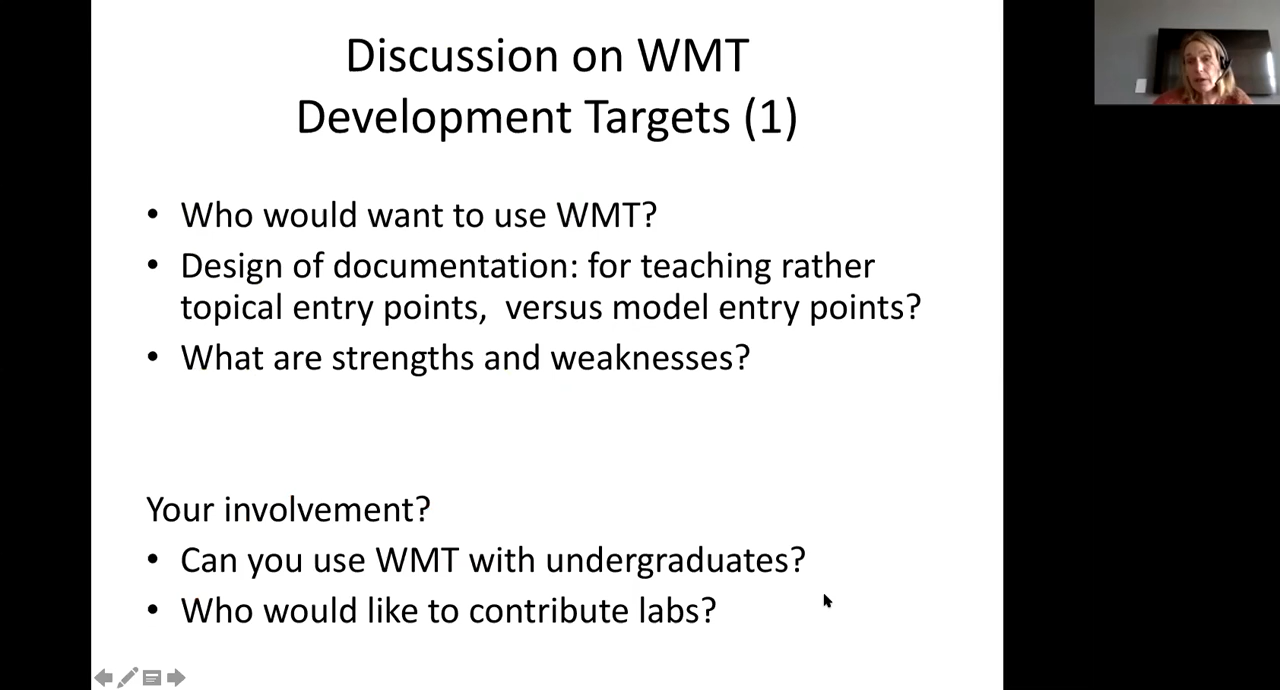 Discussion on WMT
Development Targets (1)
• Who would want to use WMT?
• Design of documentation: for teaching rather
topical entry points,  versus model entry points?
• What are strengths and weaknesses?
Your involvement?
• Can you use WMT with undergraduates?
• Who would like to contribute labs?